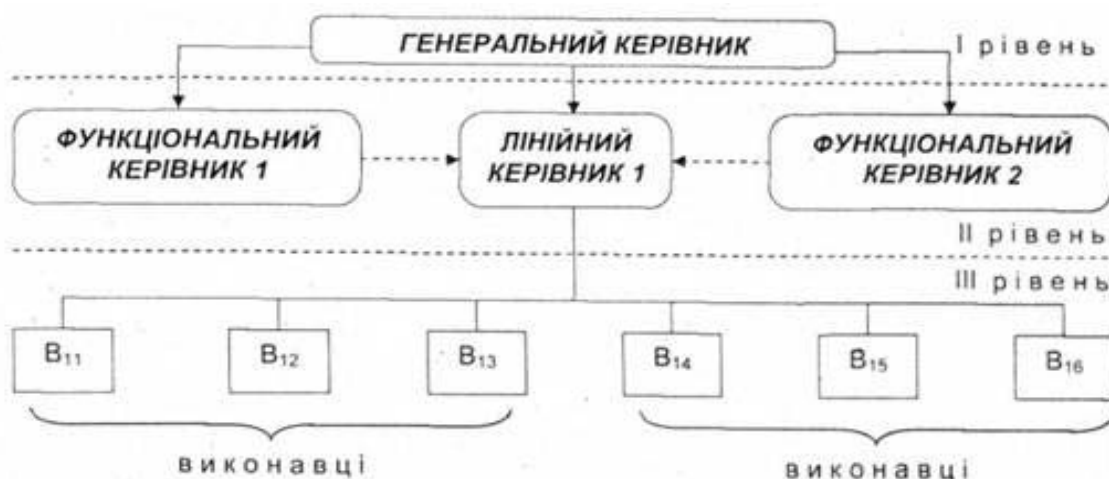 ГЕНЕРАЛЬНИЙ КЕРІВНИК
І рівень
ФУНКЦІОНАЛЬНИЙ
КЕРІВНИК 1
ЛІНІЙНИЙ
КЕРІВНИК 1
ФУНКЦІОНАЛЬНИЙ
КЕРІВНИК 2
ІІ рівень
ІІІ рівень
В₁₁
В₁₂
В₁₃
В₁₄
В₁₅
В₁₆
виконавці
виконавці